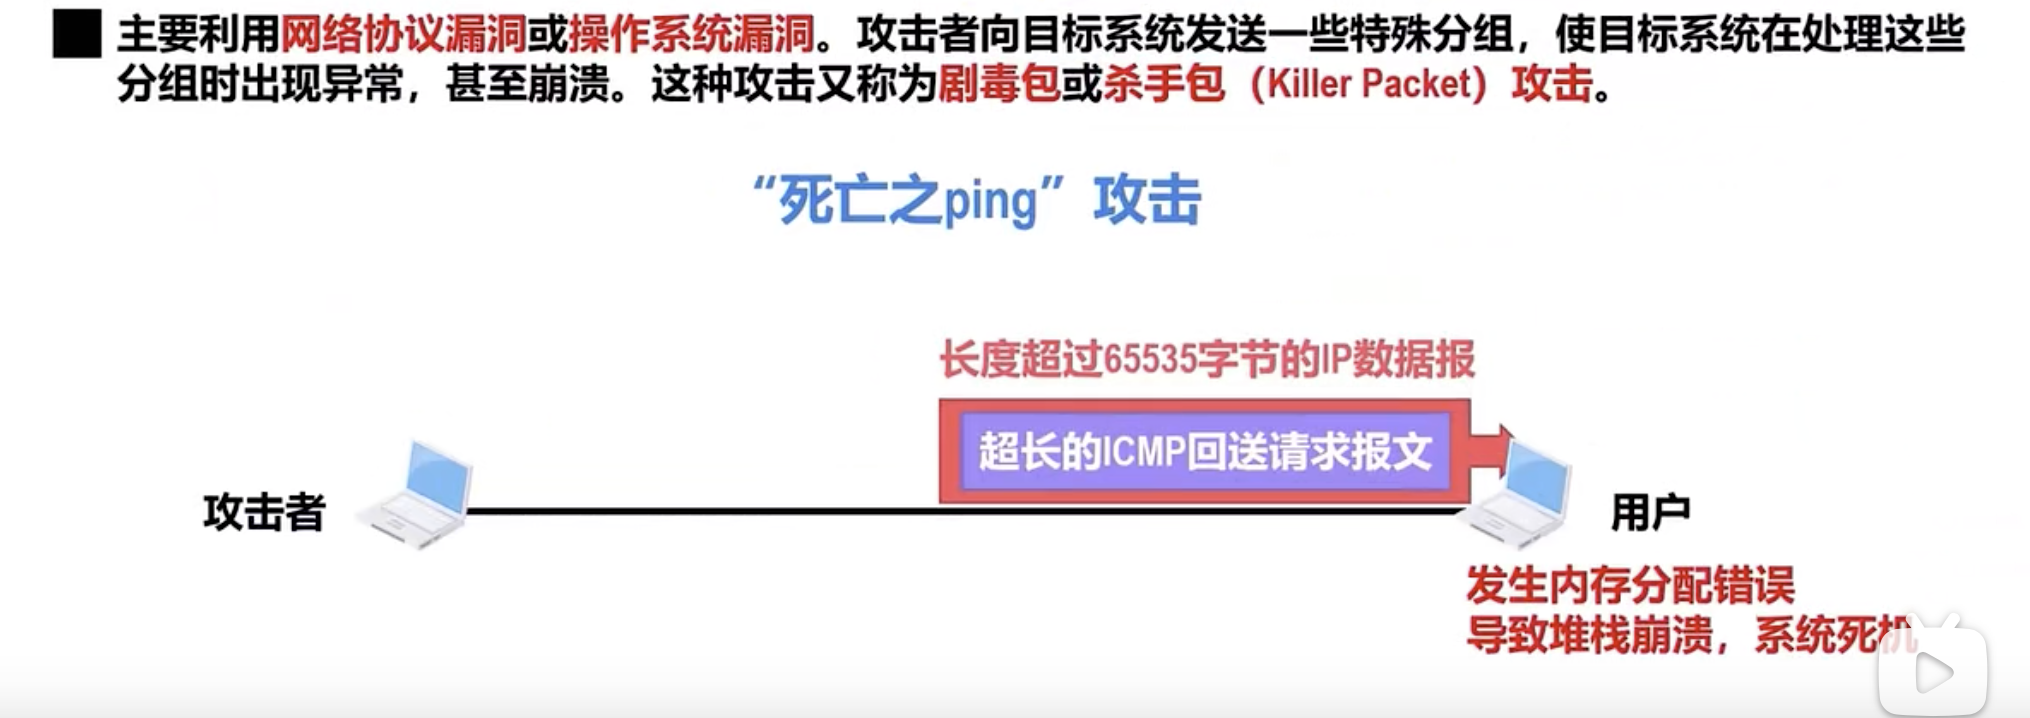 主要利用网络协议漏洞或操作系统漏洞。攻击者向目标系统发送一些特殊分组，使目标系统在处理这些
分组时出现异常，甚至崩溃。这种攻击又称为剧毒包或杀手包（Killer Packet）攻击。
“死亡之ping”攻击
长度超过65535字节的IP数据报
超长的ICMP回送请求报文
攻击者
用户
发生内存分配错误
导致堆栈崩溃，系统死机